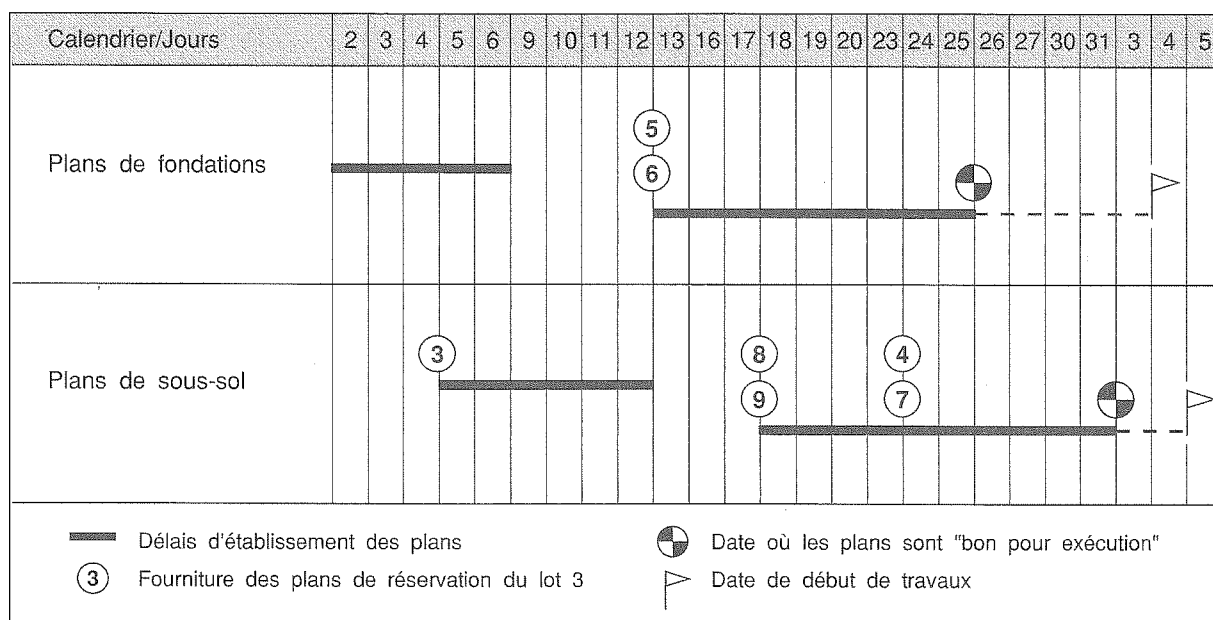 Calendrier/Jours 2 3 4 5 6 9 10 11 12 13 16 17 18 19 20 23 24 25 26 27 30 31 3 4 5
5
Plans de fondations
6
3 8 4
Plans de sous-sol
9 7
Délais d'établissement des plans
Date où les plans sont "bon pour exécution"
3 Fourniture des plans de réservation du lot 3
Date de début de travaux